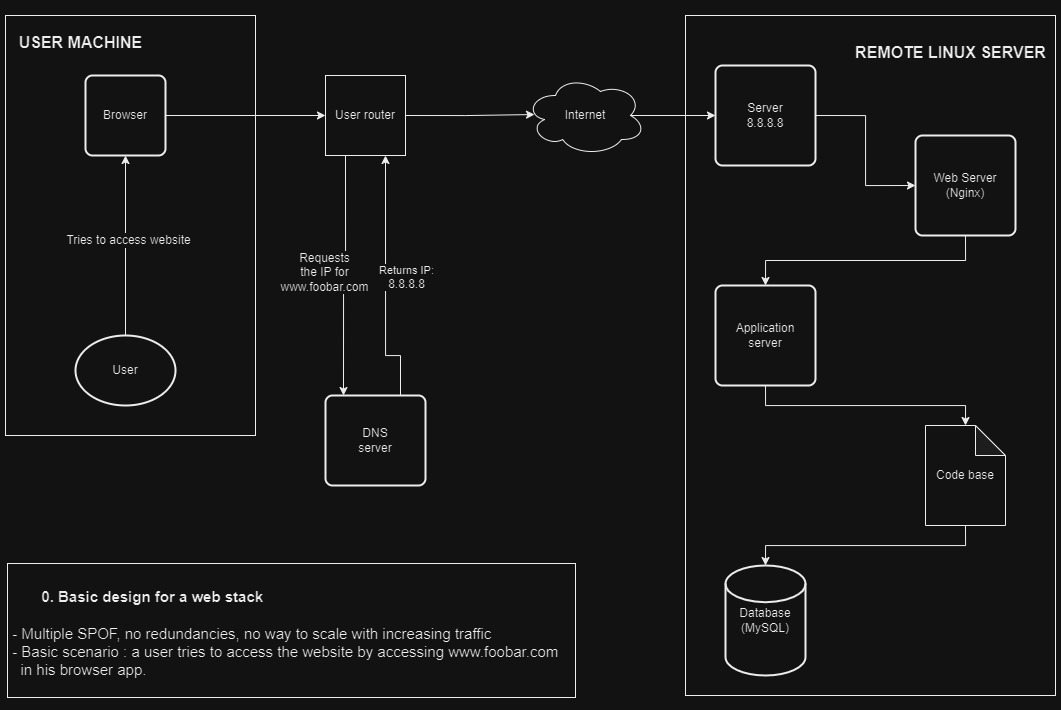 USER MACHINE
Browser
Tries to access website
User
User router
Requests
the IP for
www.foobar.com
Returns IP:
8.8.8.8
DNS
server
Internet
REMOTE LINUX SERVER
Server
8.8.8.8
Web Server
(Nginx)
Application
server
Code base
Database
(MySQL)
0. Basic design for a web stack
- Multiple SPOF, no redundancies, no way to scale with increasing traffic
- Basic scenario : a user tries to access the website by accessing www.foobar.com
in his browser app.